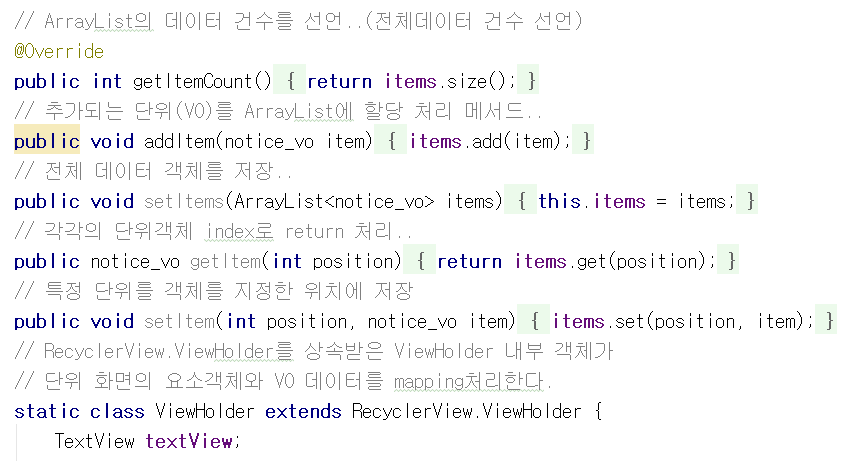 // ArrayList의 데이터 건수를 선언..(전체데이터 건수 선언)
@Override
public int getItemCount() { return items.size(); }
// 추가되는 단위(VO)를 ArrayList에 할당 처리 메서드..
public void addItem(notice_vo item) { items.add(item); }
// 전체 데이터 객체를 저장..
public void setItems(ArrayList<notice_vo> items) { this.items = items; }
// 각각의 단위객체 index로 return 처리..
public notice_vo getItem(int position) { return items.get(position); }
// 특정 단위를 객체를 지정한 위치에 저장
public void setItem(int position, notice_vo item) { items.set(position, item); }
// RecyclerView.ViewHolder를 상속받은 ViewHolder 내부 객체가
// 단위 화면의 요소객체와 VO 데이터를 mapping처리한다.
static class ViewHolder extends RecyclerView.ViewHolder {
TextView textView;